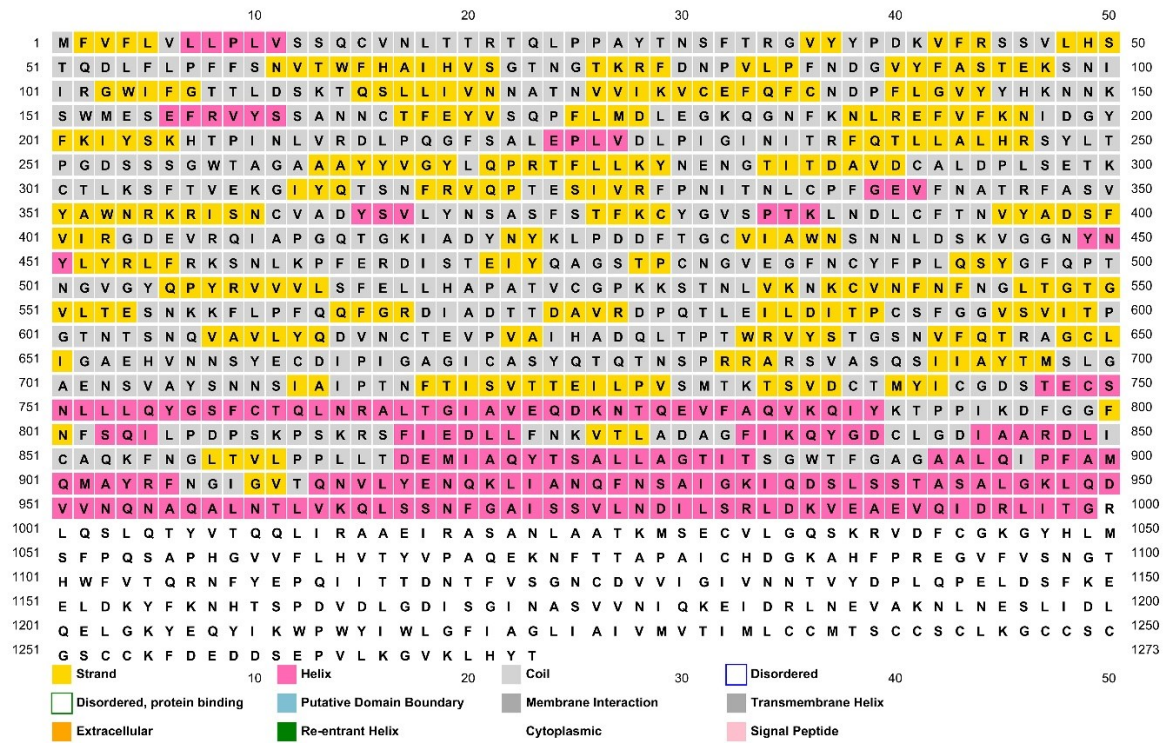 10 20 30 40 50
1 M F V F L V L L P L V S S Q C V N L T T R T Q L P P A Y T N S F T R G V Y Y P D K V F R S S V L H S 50
51 T Q D L F L P F F S N V T W F H A I H V S G T N G T K R F D N P V L P F N D G V Y F A S T E K S N I 100
101 I R G W I F G T T L D S K T Q S L L I V N N A T N V V I K V C E F Q F C N D P F L G V Y Y H K N N K 150
151 S W M E S E F R V Y S S A N N C T F E Y V S Q P F L M D L E G K Q G N F K N L R E F V F K N I D G Y 200
201 F K I Y S K H T P I N L V R D L P Q G F S A L E P L V D L P I G I N I T R F Q T L L A L H R S Y L T 250
251 P G D S S S G W T A G A A A Y Y V G Y L Q P R T F L L K Y N E N G T I T D A V D C A L D P L S E T K 300
301 C T L K S F T V E K G I Y Q T S N F R V Q P T E S I V R F P N I T N L C P F G E V F N A T R F A S V 350
351 Y A W N R K R I S N C V A D Y S V L Y N S A S F S T F K C Y G V S P T K L N D L C F T N V Y A D S F 400
401 V I R G D E V R Q I A P G Q T G K I A D Y N Y K L P D D F T G C V I A W N S N N L D S K V G G N Y N 450
451 Y L Y R L F R K S N L K P F E R D I S T E I Y Q A G S T P C N G V E G F N C Y F P L Q S Y G F Q P T 500
501 N G V G Y Q P Y R V V V L S F E L L H A P A T V C G P K K S T N L V K N K C V N F N F N G L T G T G 550
551 V L T E S N K K F L P F Q Q F G R D I A D T T D A V R D P Q T L E I L D I T P C S F G G V S V I T P 600
601 G T N T S N Q V A V L Y Q D V N C T E V P V A I H A D Q L T P T W R V Y S T G S N V F Q T R A G C L 650
651 I G A E H V N N S Y E C D I P I G A G I C A S Y Q T Q T N S P R R A R S V A S Q S I I A Y T M S L G 700
701 A E N S V A Y S N N S I A I P T N F T I S V T T E I L P V S M T K T S V D C T M Y I C G D S T E C S 750
751 N L L L Q Y G S F C T Q L N R A L T G I A V E Q D K N T Q E V F A Q V K Q I Y K T P P I K D F G G F 800
801 N F S Q I L P D P S K P S K R S F I E D L L F N K V T L A D A G F I K Q Y G D C L G D I A A R D L I 850
851 C A Q K F N G L T V L P P L L T D E M I A Q Y T S A L L A G T I T S G W T F G A G A A L Q I P F A M 900
901 Q M A Y R F N G I G V T Q N V L Y E N Q K L I A N Q F N S A I G K I Q D S L S S T A S A L G K L Q D 950
951 V V N Q N A Q A L N T L V K Q L S S N F G A I S S V L N D I L S R L D K V E A E V Q I D R L I T G R 1000
1001 L Q S L Q T Y V T Q Q L I R A A E I R A S A N L A A T K M S E C V L G Q S K R V D F C G K G Y H L M 1050
1051 S F P Q S A P H G V V F L H V T Y V P A Q E K N F T T A P A I C H D G K A H F P R E G V F V S N G T 1100
1101 H W F V T Q R N F Y E P Q I I T T D N T F V S G N C D V V I G I V N N T V Y D P L Q P E L D S F K E 1150
1151 E L D K Y F K N H T S P D V D L G D I S G I N A S V V N I Q K E I D R L N E V A K N L N E S L I D L 1200
1201 Q E L G K Y E Q Y I K W P W Y I W L G F I A G L I A I V M V T I M L C C M T S C C S C L K G C C S C 1250
1251 G S C C K F D E D D S E P V L K G V K L H Y T 1273
10 20 30 40 50
Strand Helix Coil Disordered
Disordered, protein binding Putative Domain Boundary Membrane Interaction Transmembrane Helix
Extracellular Re-entrant Helix Cytoplasmic Signal Peptide